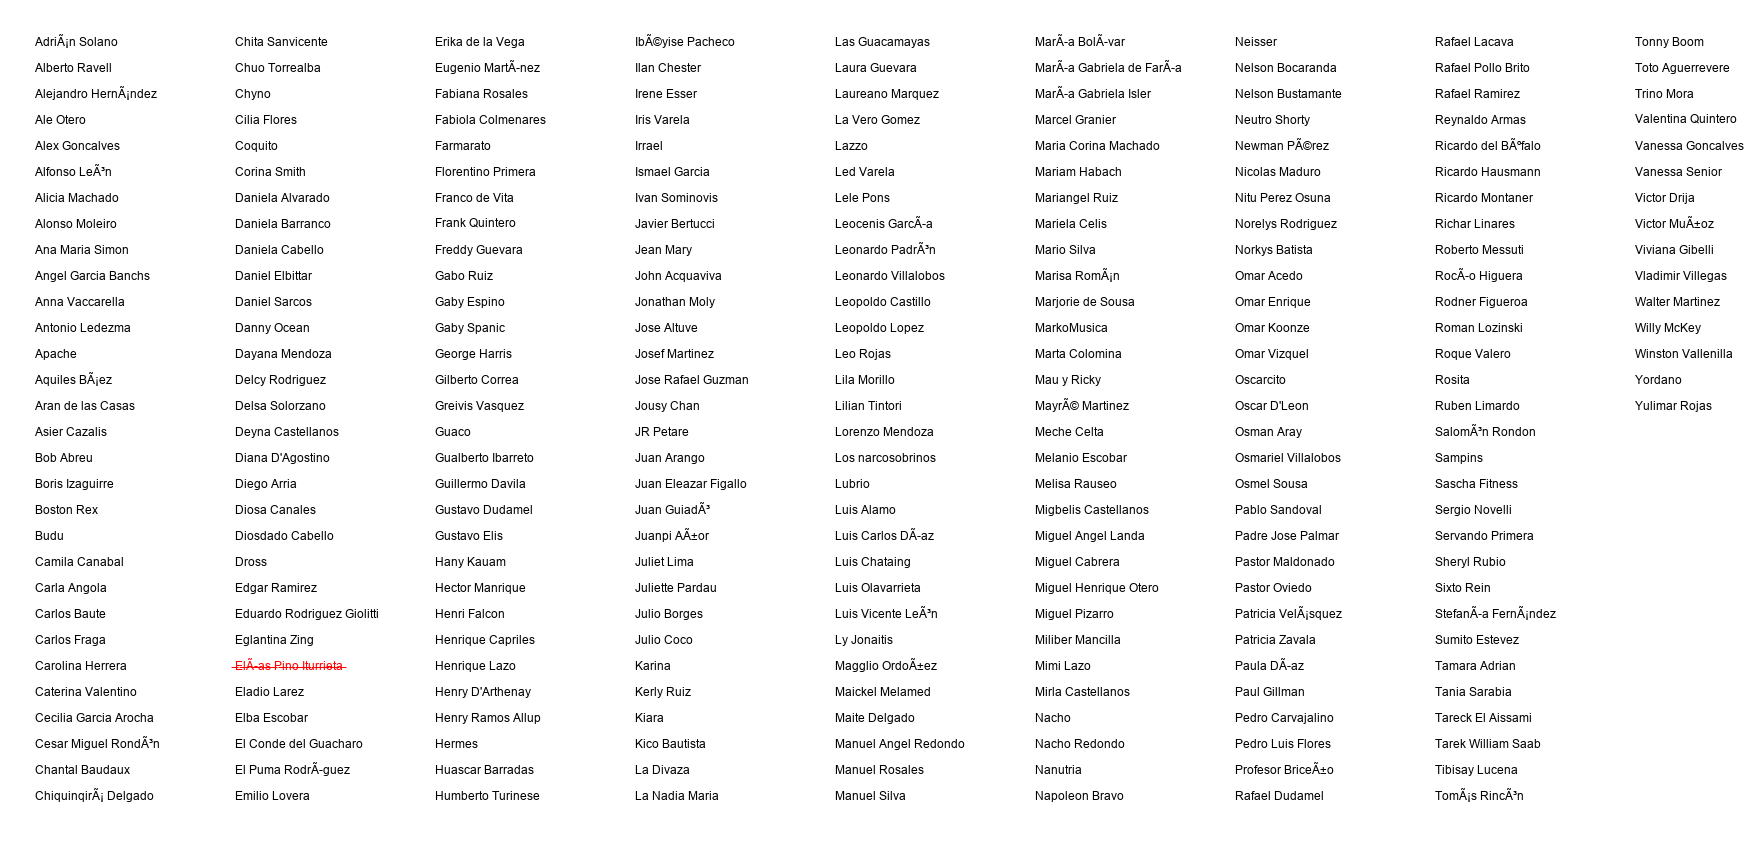 AdriÃ¡n Solano
Alberto Ravell
Alejandro HernÃ¡ndez
Ale Otero
Alex Goncalves
Alfonso LeÃ³n
Alicia Machado
Alonso Moleiro
Ana Maria Simon
Angel Garcia Banchs
Anna Vaccarella
Antonio Ledezma
Apache
Aquiles BÃ¡ez
Aran de las Casas
Asier Cazalis
Bob Abreu
Boris Izaguirre
Boston Rex
Budu
Camila Canabal
Carla Angola
Carlos Baute
Carlos Fraga
Carolina Herrera
Caterina Valentino
Cecilia Garcia Arocha
Cesar Miguel RondÃ³n
Chantal Baudaux
ChiquinqirÃ¡ Delgado
Chita Sanvicente
Chuo Torrealba
Chyno
Cilia Flores
Coquito
Corina Smith
Daniela Alvarado
Daniela Barranco
Daniela Cabello
Daniel Elbittar
Daniel Sarcos
Danny Ocean
Dayana Mendoza
Delcy Rodriguez
Delsa Solorzano
Deyna Castellanos
Diana D'Agostino
Diego Arria
Diosa Canales
Diosdado Cabello
Dross
Edgar Ramirez
Eduardo Rodriguez Giolitti
Eglantina Zing
ElÃ-as Pino Iturrieta
Eladio Larez
Elba Escobar
El Conde del Guacharo
El Puma RodrÃ-guez
Emilio Lovera
Erika de la Vega
Eugenio MartÃ-nez
Fabiana Rosales
Fabiola Colmenares
Farmarato
Florentino Primera
Franco de Vita
Frank Quintero
Freddy Guevara
Gabo Ruiz
Gaby Espino
Gaby Spanic
George Harris
Gilberto Correa
Greivis Vasquez
Guaco
Gualberto Ibarreto
Guillermo Davila
Gustavo Dudamel
Gustavo Elis
Hany Kauam
Hector Manrique
Henri Falcon
Henrique Capriles
Henrique Lazo
Henry D'Arthenay
Henry Ramos Allup
Hermes
Huascar Barradas
Humberto Turinese
IbÃ©yise Pacheco
Ilan Chester
Irene Esser
Iris Varela
Irrael
Ismael Garcia
Ivan Sominovis
Javier Bertucci
Jean Mary
John Acquaviva
Jonathan Moly
Jose Altuve
Josef Martinez
Jose Rafael Guzman
Jousy Chan
JR Petare
Juan Arango
Juan Eleazar Figallo
Juan GuiadÃ³
Juanpi AÃ±or
Juliet Lima
Juliette Pardau
Julio Borges
Julio Coco
Karina
Kerly Ruiz
Kiara
Kico Bautista
La Divaza
La Nadia Maria
Las Guacamayas
Laura Guevara
Laureano Marquez
La Vero Gomez
Lazzo
Led Varela
Lele Pons
Leocenis GarcÃ-a
Leonardo PadrÃ³n
Leonardo Villalobos
Leopoldo Castillo
Leopoldo Lopez
Leo Rojas
Lila Morillo
Lilian Tintori
Lorenzo Mendoza
Los narcosobrinos
Lubrio
Luis Alamo
Luis Carlos DÃ-az
Luis Chataing
Luis Olavarrieta
Luis Vicente LeÃ³n
Ly Jonaitis
Magglio OrdoÃ±ez
Maickel Melamed
Maite Delgado
Manuel Angel Redondo
Manuel Rosales
Manuel Silva
MarÃ-a BolÃ-var
MarÃ-a Gabriela de FarÃ-a
MarÃ-a Gabriela Isler
Marcel Granier
Maria Corina Machado
Mariam Habach
Mariangel Ruiz
Mariela Celis
Mario Silva
Marisa RomÃ¡n
Marjorie de Sousa
MarkoMusica
Marta Colomina
Mau y Ricky
MayrÃ© Martinez
Meche Celta
Melanio Escobar
Melisa Rauseo
Migbelis Castellanos
Miguel Angel Landa
Miguel Cabrera
Miguel Henrique Otero
Miguel Pizarro
Miliber Mancilla
Mimi Lazo
Mirla Castellanos
Nacho
Nacho Redondo
Nanutria
Napoleon Bravo
Neisser
Nelson Bocaranda
Nelson Bustamante
Neutro Shorty
Newman PÃ©rez
Nicolas Maduro
Nitu Perez Osuna
Norelys Rodriguez
Norkys Batista
Omar Acedo
Omar Enrique
Omar Koonze
Omar Vizquel
Oscarcito
Oscar D'Leon
Osman Aray
Osmariel Villalobos
Osmel Sousa
Pablo Sandoval
Padre Jose Palmar
Pastor Maldonado
Pastor Oviedo
Patricia VelÃ¡squez
Patricia Zavala
Paula DÃ-az
Paul Gillman
Pedro Carvajalino
Pedro Luis Flores
Profesor BriceÃ±o
Rafael Dudamel
Rafael Lacava
Rafael Pollo Brito
Rafael Ramirez
Reynaldo Armas
Ricardo del BÃºfalo
Ricardo Hausmann
Ricardo Montaner
Richar Linares
Roberto Messuti
RocÃ-o Higuera
Rodner Figueroa
Roman Lozinski
Roque Valero
Rosita
Ruben Limardo
SalomÃ³n Rondon
Sampins
Sascha Fitness
Sergio Novelli
Servando Primera
Sheryl Rubio
Sixto Rein
StefanÃ-a FernÃ¡ndez
Sumito Estevez
Tamara Adrian
Tania Sarabia
Tareck El Aissami
Tarek William Saab
Tibisay Lucena
TomÃ¡s RincÃ³n
Tonny Boom
Toto Aguerrevere
Trino Mora
Valentina Quintero
Vanessa Goncalves
Vanessa Senior
Victor Drija
Victor MuÃ±oz
Viviana Gibelli
Vladimir Villegas
Walter Martinez
Willy McKey
Winston Vallenilla
Yordano
Yulimar Rojas